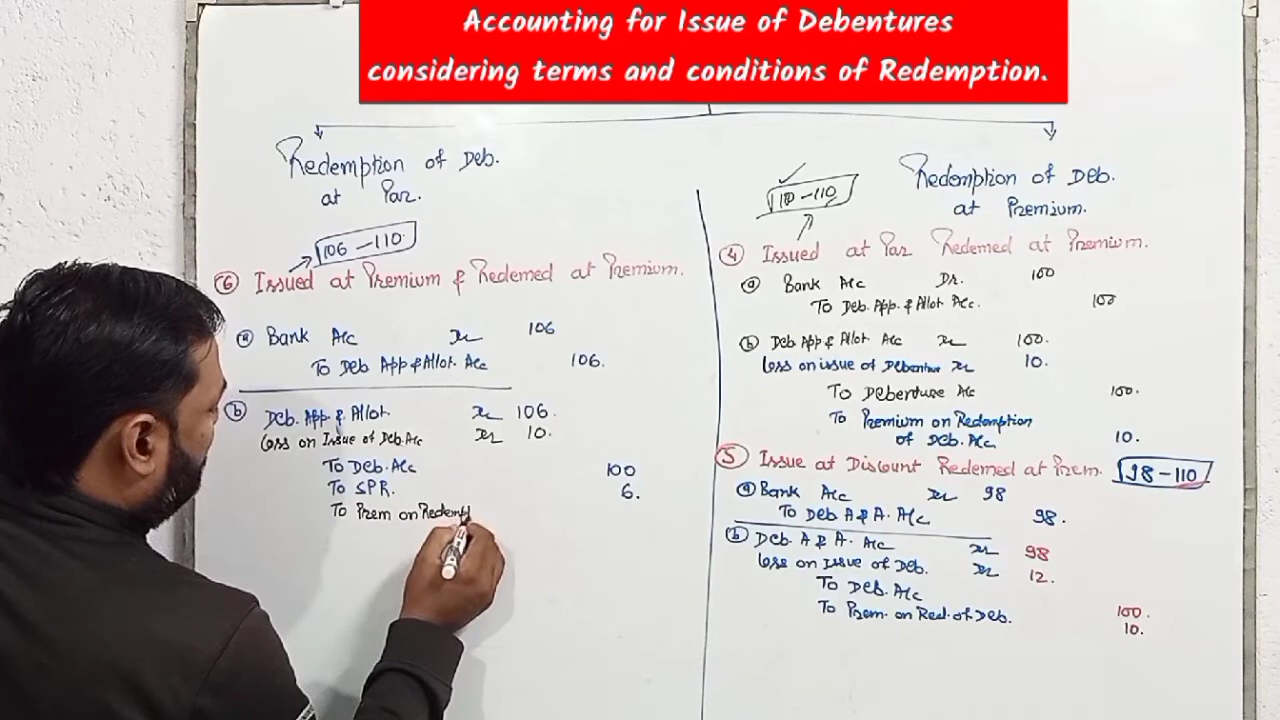 Accounting for Issue of Debentures
considering terms and conditions of Redemption.
Redemption of Deb.
at Par.
106 - 110
⑥ Issued at Premium & Redemed at Premium.
ⓐ Bank A/c Dr 106
To Deb App & Allot. A/c 106.
ⓑ Deb. App. & Allot. Dr 106.
Loss on Issue of Deb. A/c Dr 10.
To Deb. A/c 100
To SPR. 6.
To Prem on Redempt
Redemption of Deb.
at Premium.
100 - 110
④ Issued at Par Redemed at Premium.
ⓐ Bank A/c Dr. 100
To Deb. App. & Allot A/c. 100
ⓑ Deb App & Allot A/c Dr 100.
Loss on issue of Debenture Dr 10.
To Debenture A/c 100.
To Premium on Redemption
of Deb. A/c 10.
⑤ Issue at Discount Redemed at Prem. 98 - 110
ⓐ Bank A/c Dr 98
To Deb A & A. A/c 98.
ⓑ Deb. A & A. A/c Dr 98
Loss on Issue of Deb. Dr 12.
To Deb. A/c 100.
To Prem. on Red. of Deb. 10.